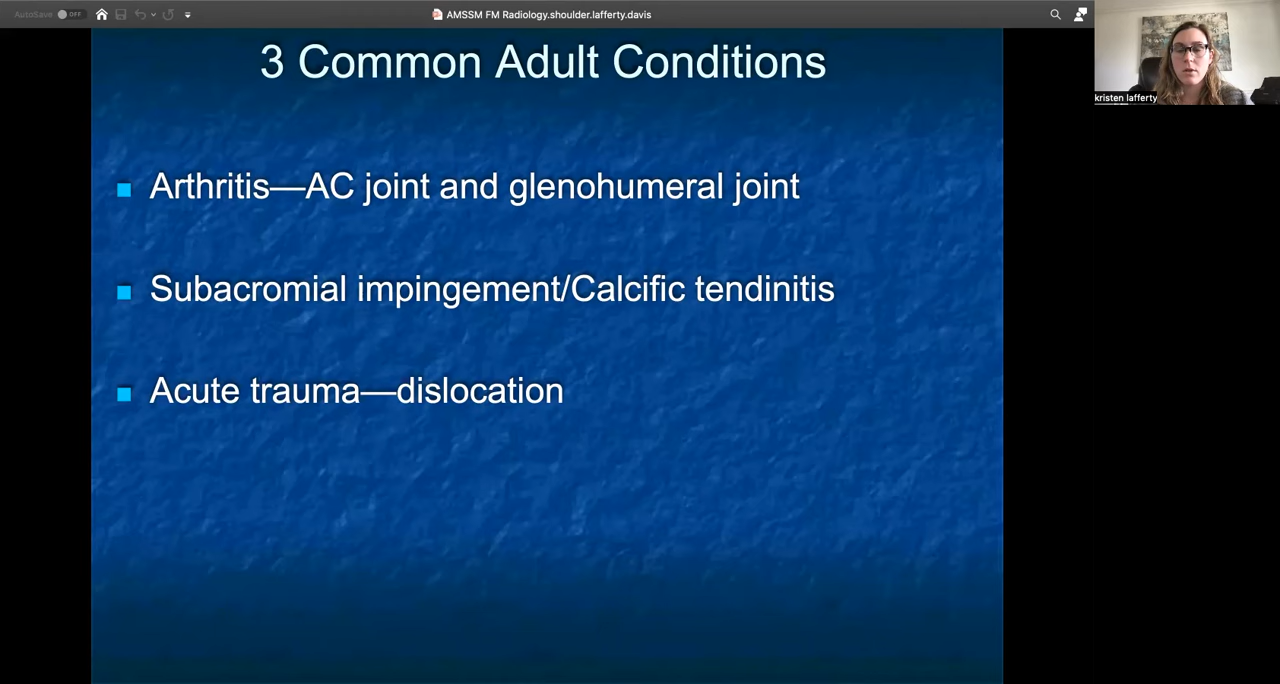 AutoSave OFF
AMSSM FM Radiology.shoulder.lafferty.davis
kristen lafferty
3 Common Adult Conditions
Arthritis—AC joint and glenohumeral joint
Subacromial impingement/Calcific tendinitis
Acute trauma—dislocation